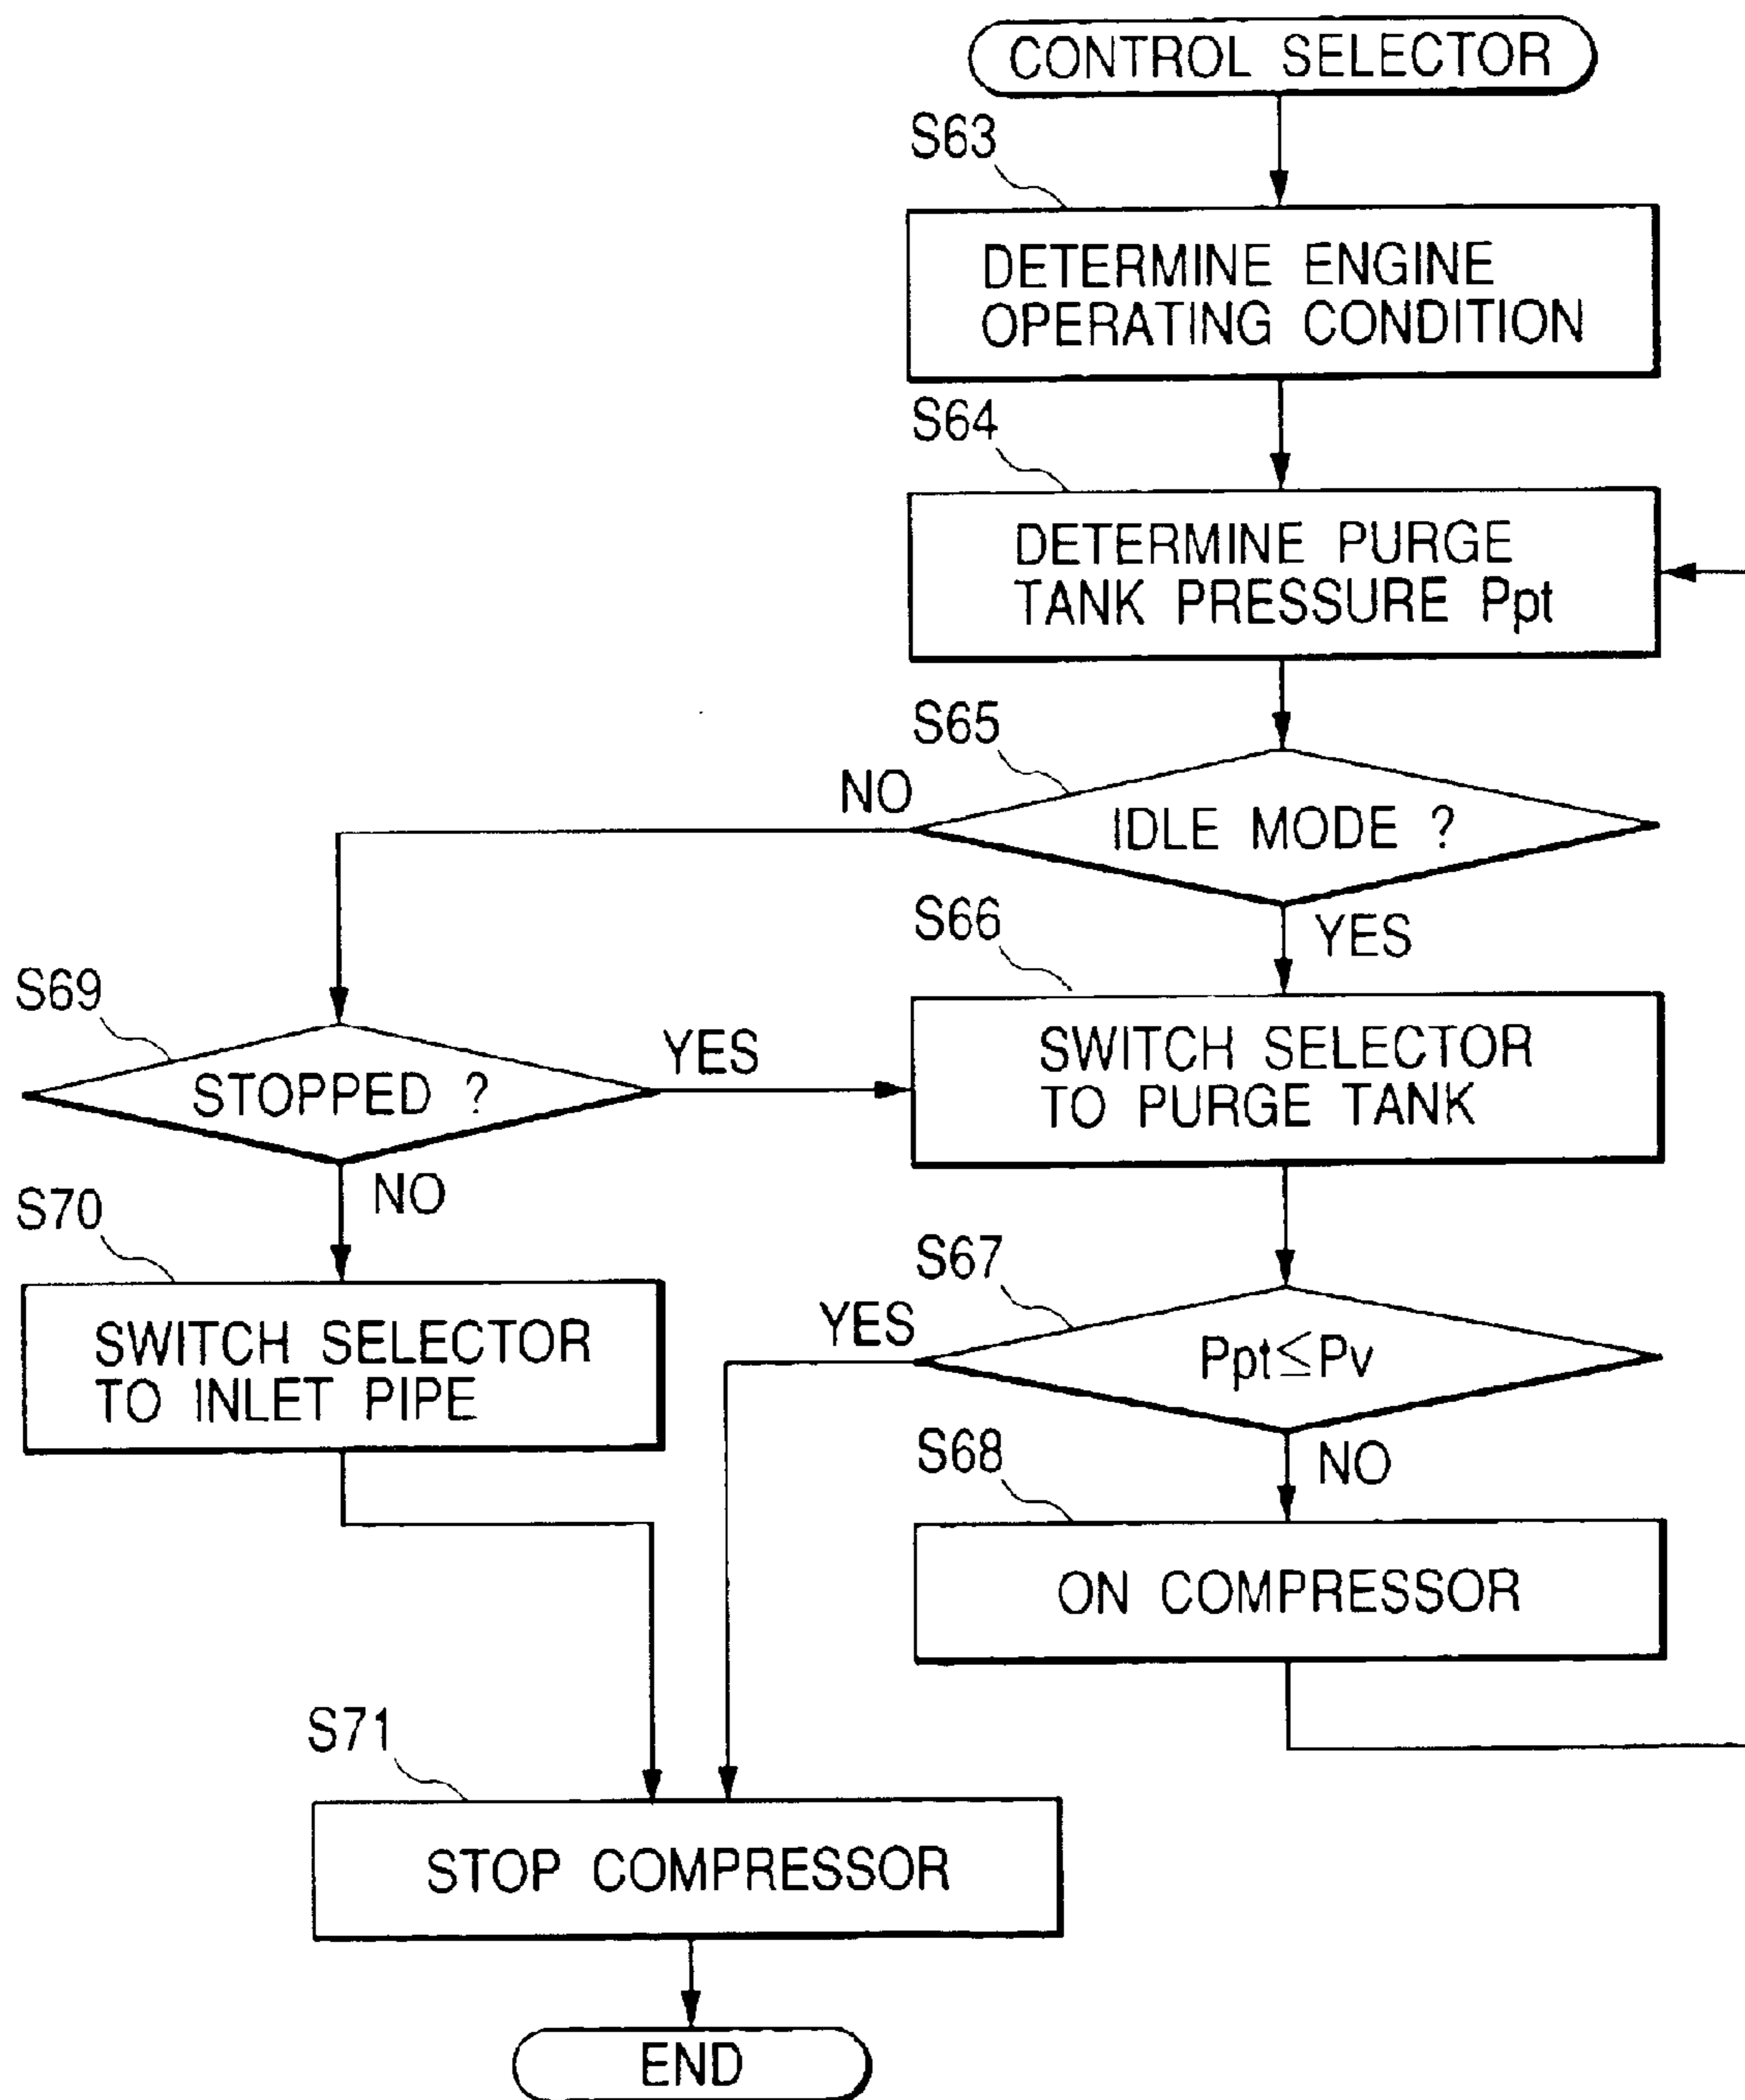 CONTROL SELECTOR
S63
DETERMINE ENGINE
OPERATING CONDITION
S64
DETERMINE PURGE
TANK PRESSURE Ppt
S65
NO
IDLE MODE ?
YES
S66
SWITCH SELECTOR
TO PURGE TANK
S69
STOPPED ?
YES
NO
S70
SWITCH SELECTOR
TO INLET PIPE
S67
YES
Ppt≤Pv
NO
S68
ON COMPRESSOR
S71
STOP COMPRESSOR
END